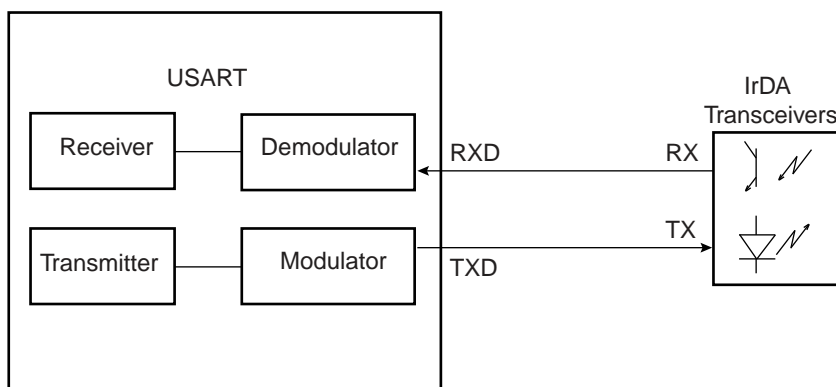 USART
IrDA
Transceivers
Receiver
Demodulator
RXD
RX
Transmitter
Modulator
TX
TXD